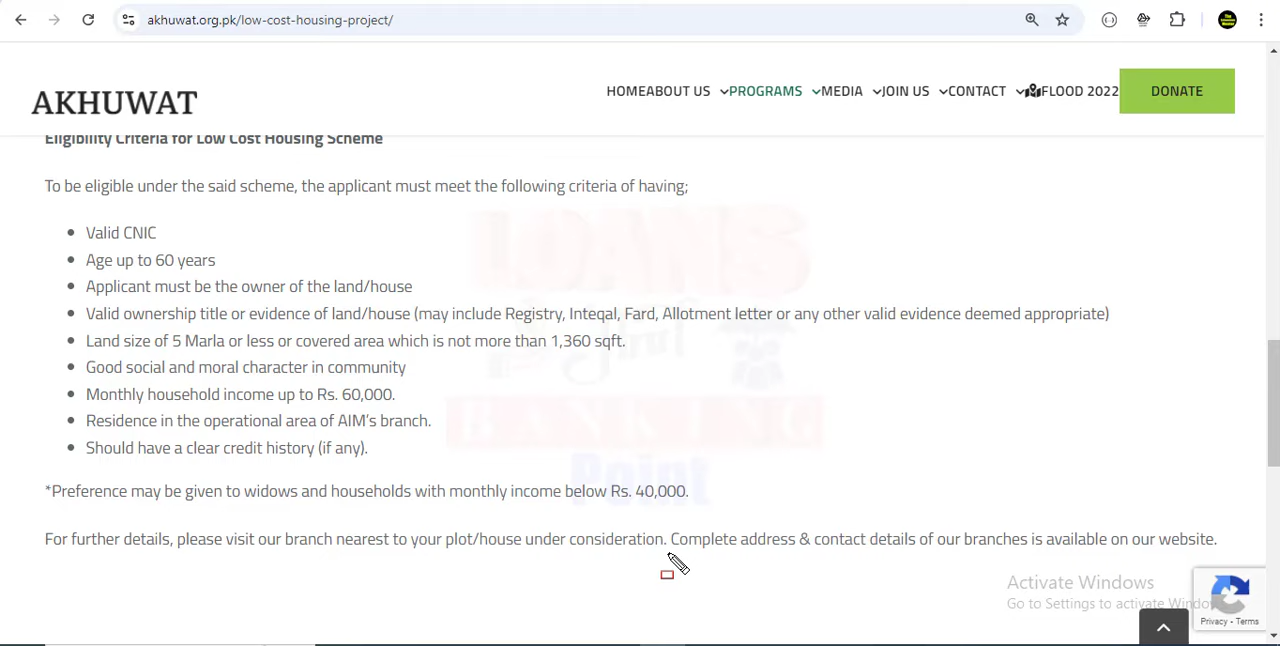 akhuwat.org.pk/low-cost-housing-project/
AKHUWAT
HOME ABOUT US PROGRAMS MEDIA JOIN US CONTACT FLOOD 2022 DONATE
Eligibility Criteria for Low Cost Housing Scheme
To be eligible under the said scheme, the applicant must meet the following criteria of having;
Valid CNIC
Age up to 60 years
Applicant must be the owner of the land/house
Valid ownership title or evidence of land/house (may include Registry, Inteqal, Fard, Allotment letter or any other valid evidence deemed appropriate)
Land size of 5 Marla or less or covered area which is not more than 1,360 sqft.
Good social and moral character in community
Monthly household income up to Rs. 60,000.
Residence in the operational area of AIM's branch.
Should have a clear credit history (if any).
*Preference may be given to widows and households with monthly income below Rs. 40,000.
For further details, please visit our branch nearest to your plot/house under consideration. Complete address & contact details of our branches is available on our website.
LOANS
BANKING
Point
Activate Windows
Go to Settings to activate Windo
Privacy - Terms